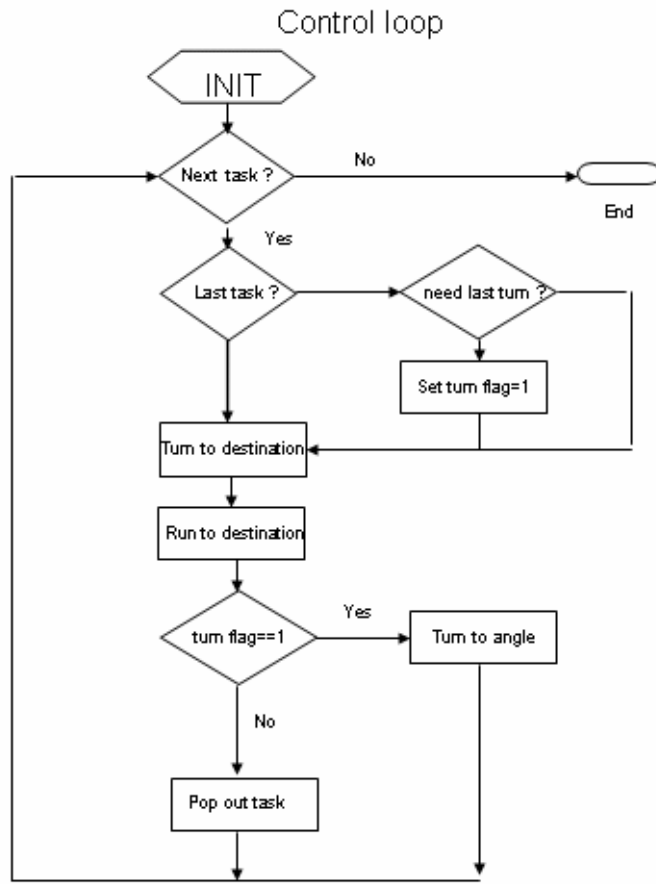 Control loop
INIT
Next task ?
No
End
Yes
Last task ?
need last turn ?
Set turn flag=1
Turn to destination
Run to destination
turn flag==1
Yes
Turn to angle
No
Pop out task